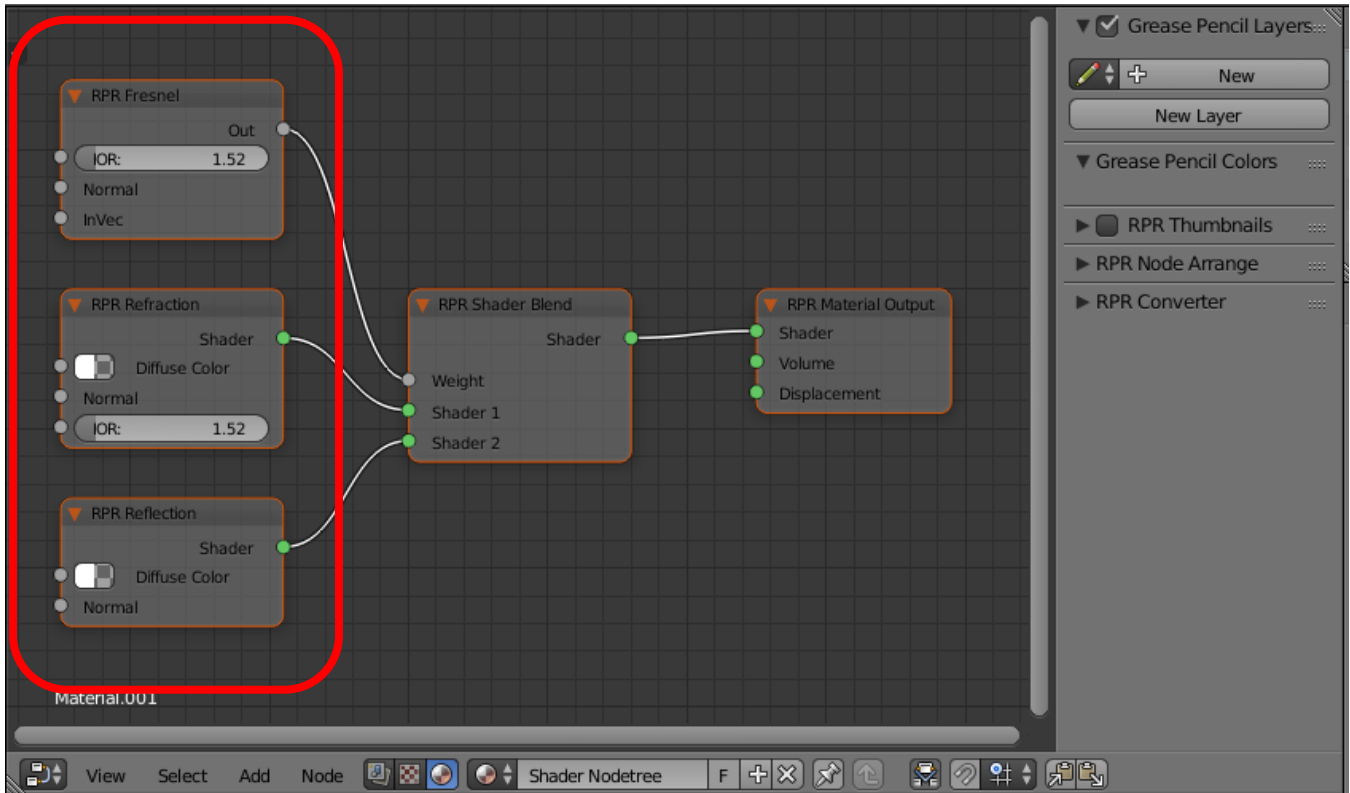 RPR Fresnel
Out
IOR: 1.52
Normal
InVec
RPR Refraction
Shader
Diffuse Color
Normal
IOR: 1.52
RPR Reflection
Shader
Diffuse Color
Normal
RPR Shader Blend
Shader
Weight
Shader 1
Shader 2
RPR Material Output
Shader
Volume
Displacement
Material.001
Grease Pencil Layers
New
New Layer
Grease Pencil Colors
RPR Thumbnails
RPR Node Arrange
RPR Converter
View Select Add Node Shader Nodetree F